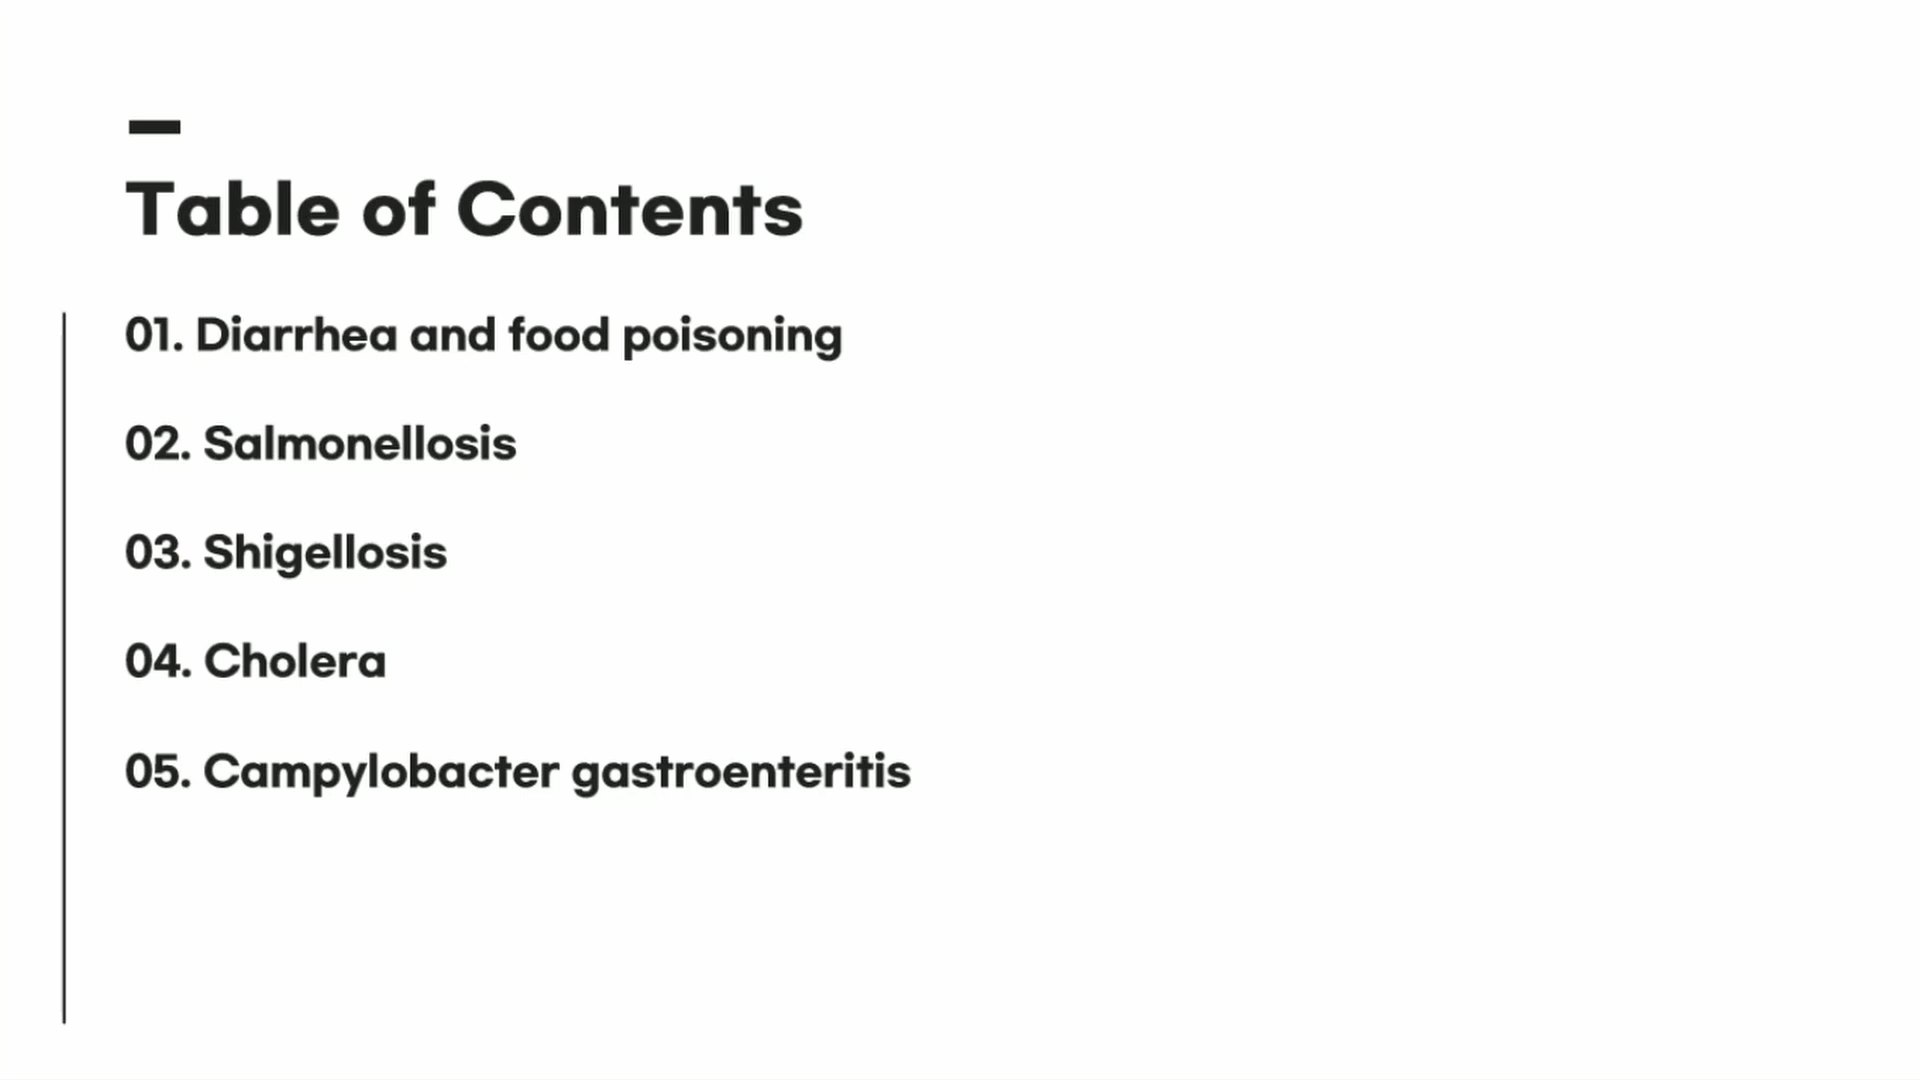 Table of Contents
01. Diarrhea and food poisoning
02. Salmonellosis
03. Shigellosis
04. Cholera
05. Campylobacter gastroenteritis